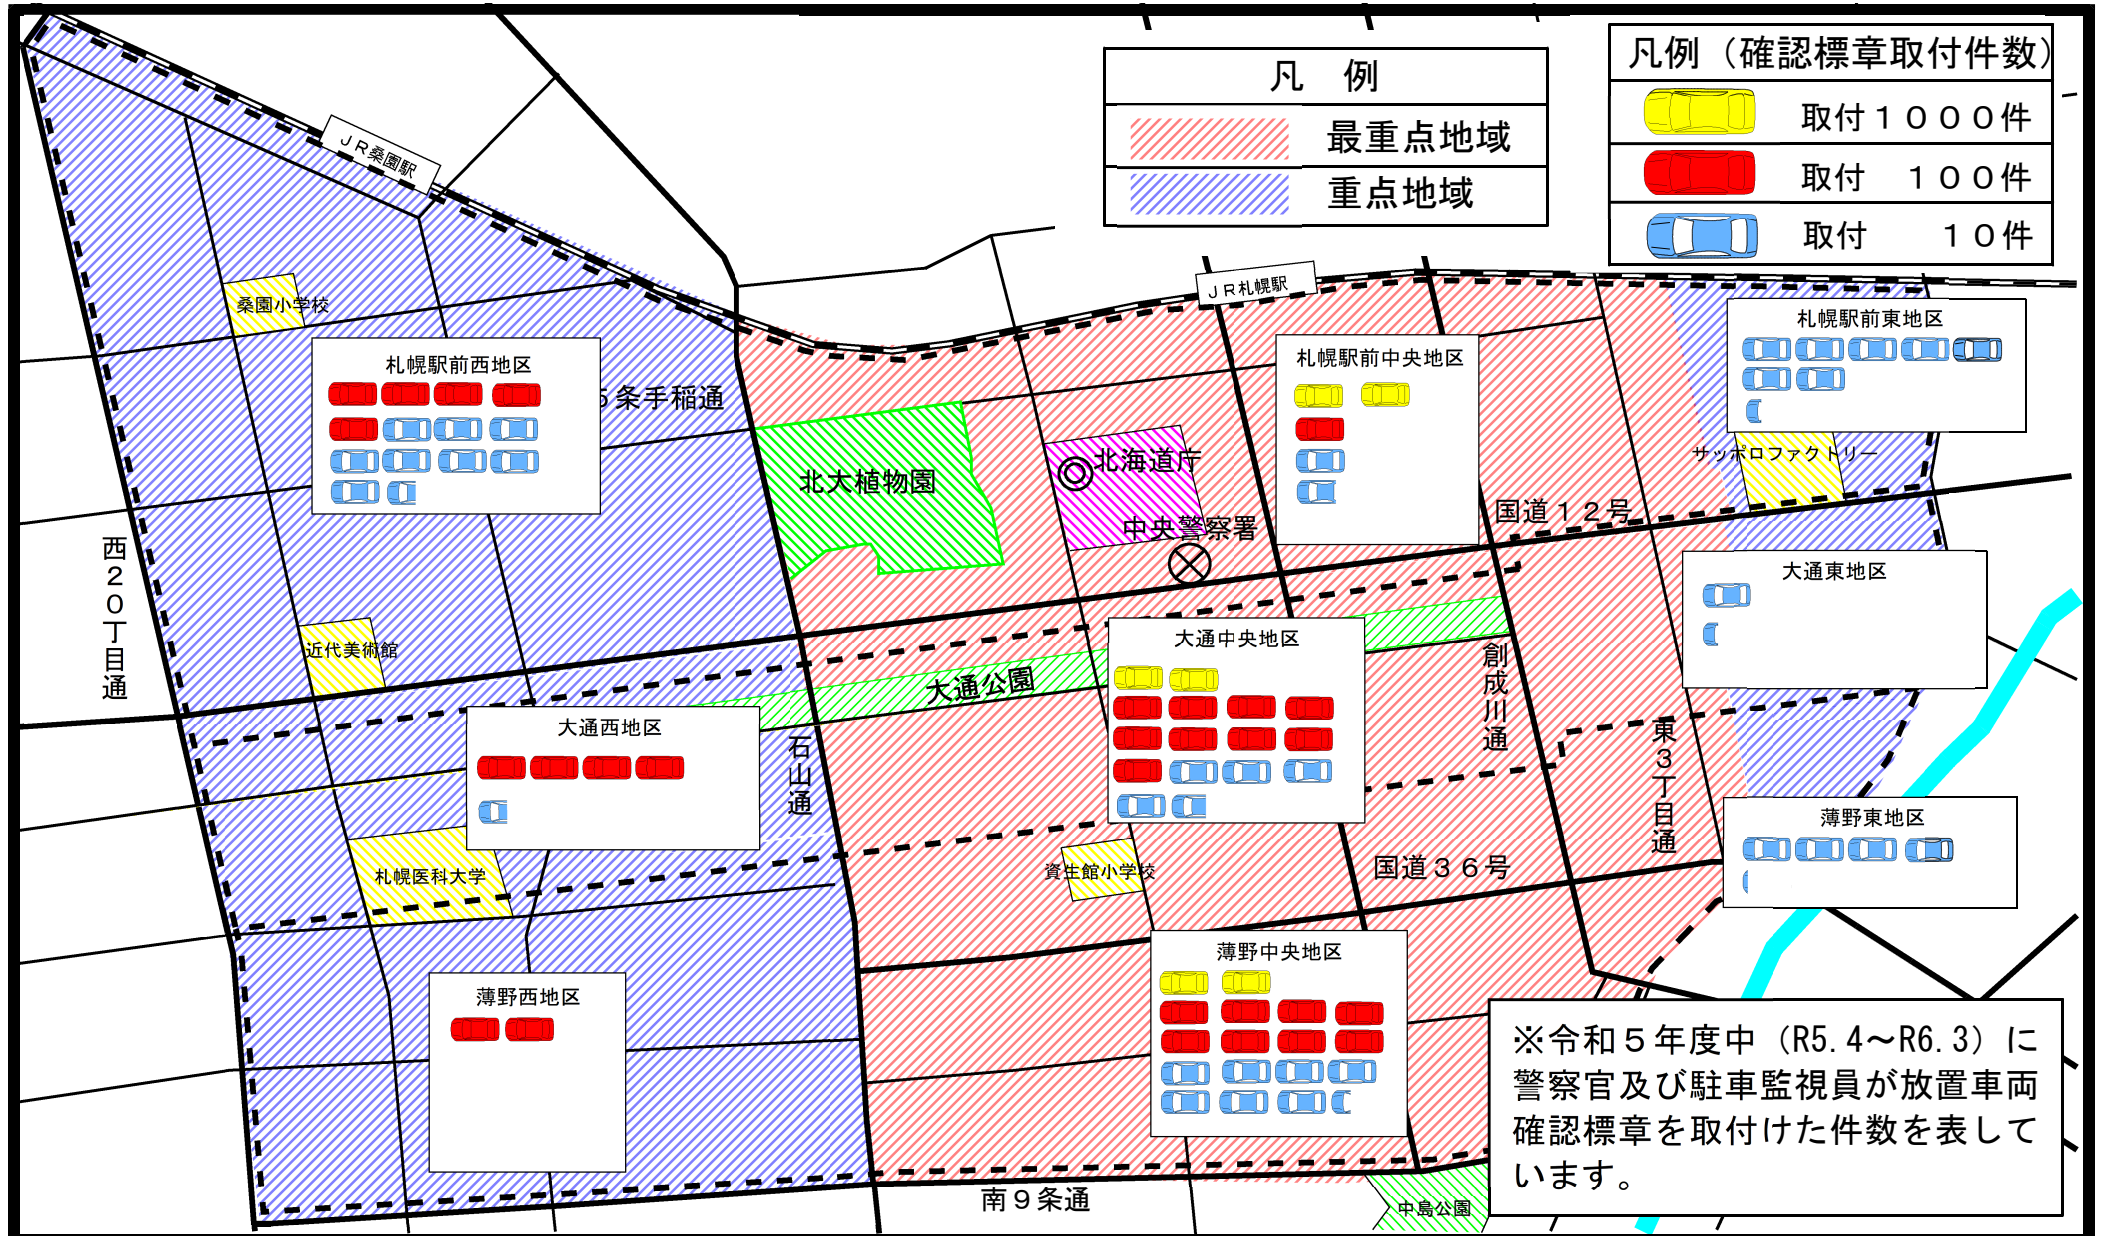 凡例（確認標章取付件数）
取付１０００件
取付　１００件
取付　　１０件
凡　例
最重点地域
重点地域
ＪＲ桑園駅
ＪＲ札幌駅
桑園小学校
札幌駅前西地区
５条手稲通
札幌駅前中央地区
札幌駅前東地区
サッポロファクトリー
北大植物園
北海道庁
中央警察署
国道１２号
西２０丁目通
近代美術館
大通東地区
大通中央地区
大通公園
大通西地区
石山通
創成川通
東３丁目通
札幌医科大学
資生館小学校
国道３６号
薄野東地区
薄野中央地区
薄野西地区
南９条通
中島公園
※令和５年度中（R5.4～R6.3）に
警察官及び駐車監視員が放置車両
確認標章を取付けた件数を表して
います。